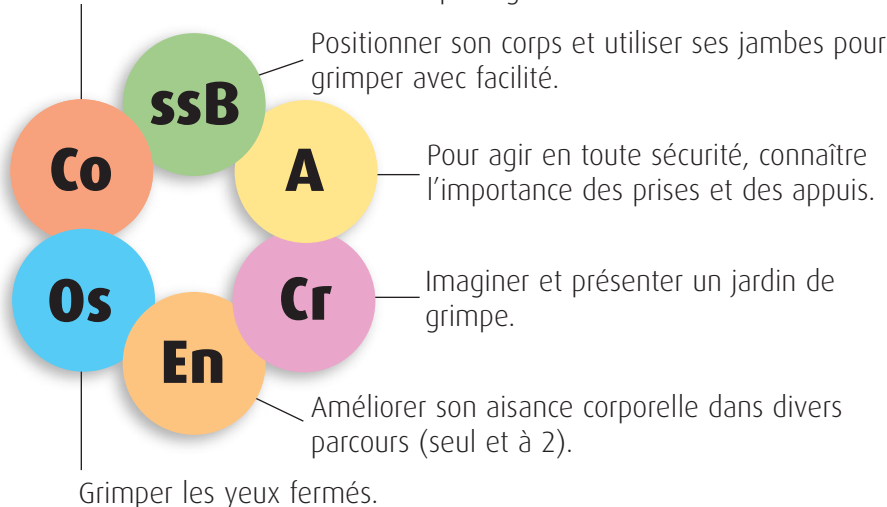 Positionner son corps et utiliser ses jambes pour
grimper avec facilité.
ssB
Co
A
Pour agir en toute sécurité, connaître
l'importance des prises et des appuis.
Os
Cr
Imaginer et présenter un jardin de
grimpe.
En
Améliorer son aisance corporelle dans divers
parcours (seul et à 2).
Grimper les yeux fermés.